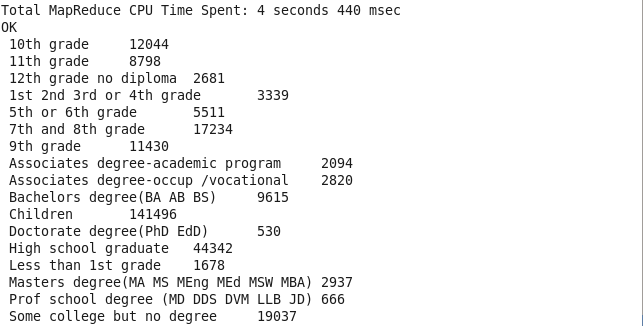 Total MapReduce CPU Time Spent: 4 seconds 440 msec
OK
10th grade 12044
11th grade 8798
12th grade no diploma 2681
1st 2nd 3rd or 4th grade 3339
5th or 6th grade 5511
7th and 8th grade 17234
9th grade 11430
Associates degree-academic program 2094
Associates degree-occup /vocational 2820
Bachelors degree(BA AB BS) 9615
Children 141496
Doctorate degree(PhD EdD) 530
High school graduate 44342
Less than 1st grade 1678
Masters degree(MA MS MEng MEd MSW MBA) 2937
Prof school degree (MD DDS DVM LLB JD) 666
Some college but no degree 19037